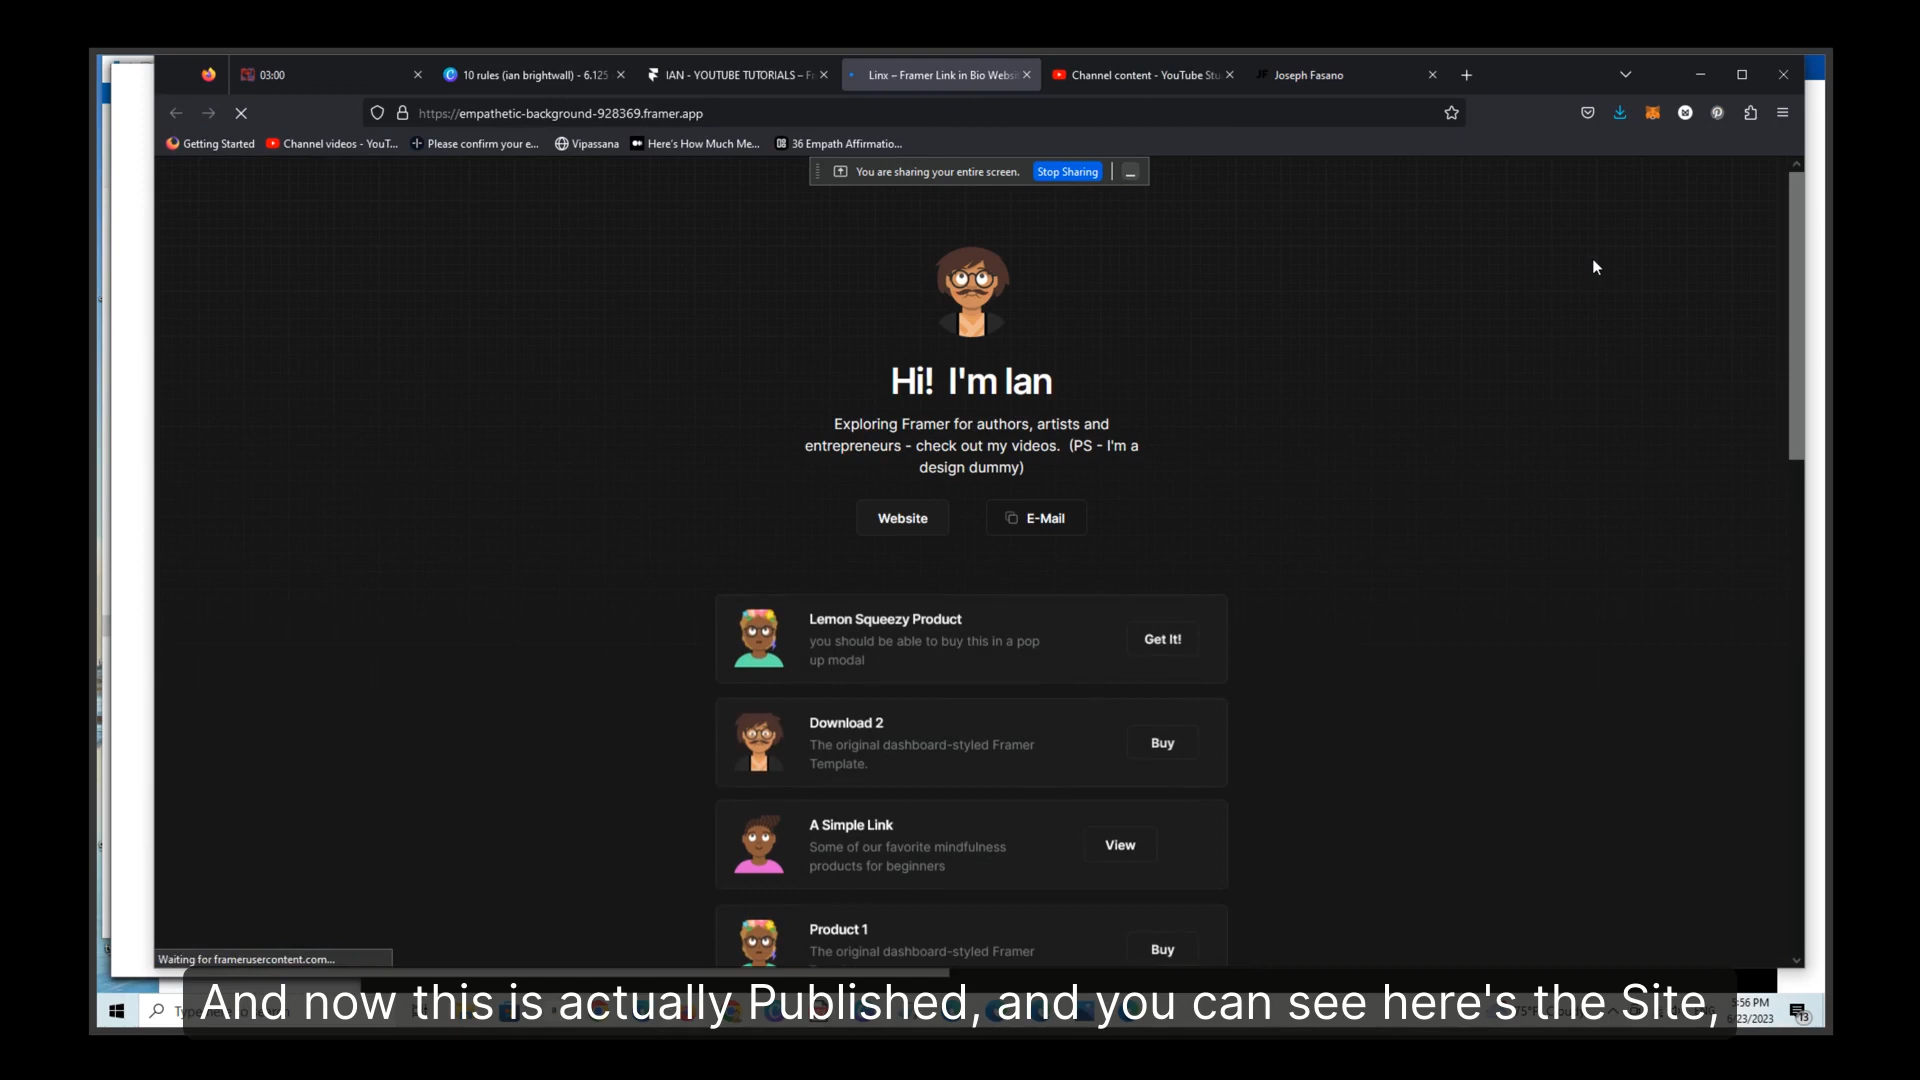 03:00
10 rules (ian brightwall) - 6.125
IAN - YOUTUBE TUTORIALS – Fr
Linx – Framer Link in Bio Websi
Channel content - YouTube Stu
JF Joseph Fasano
https://empathetic-background-928369.framer.app
Getting Started
Channel videos - YouT...
Please confirm your e...
Vipassana
Here's How Much Me...
36 Empath Affirmatio...
You are sharing your entire screen.
Stop Sharing
Hi! I'm Ian
Exploring Framer for authors, artists and
entrepreneurs - check out my videos. (PS - I'm a
design dummy)
Website
E-Mail
Lemon Squeezy Product
you should be able to buy this in a pop
up modal
Get It!
Download 2
The original dashboard-styled Framer
Template.
Buy
A Simple Link
Some of our favorite mindfulness
products for beginners
View
Product 1
The original dashboard-styled Framer
Buy
Waiting for framerusercontent.com...
And now this is actually Published, and you can see here's the Site,
5:56 PM
6/23/2023
13